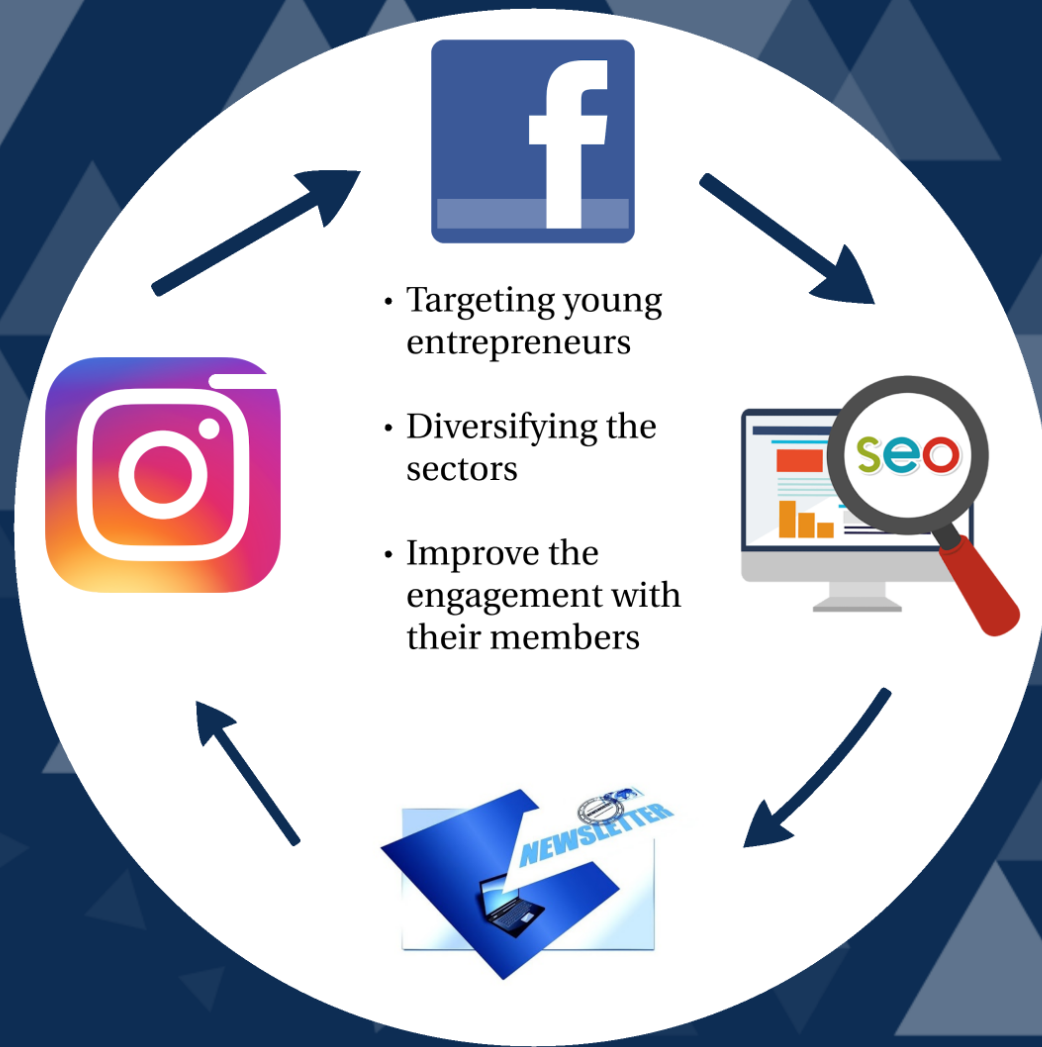 f
• Targeting young
entrepreneurs
• Diversifying the
sectors
• Improve the
engagement with
their members
seo
NEWSLETTER